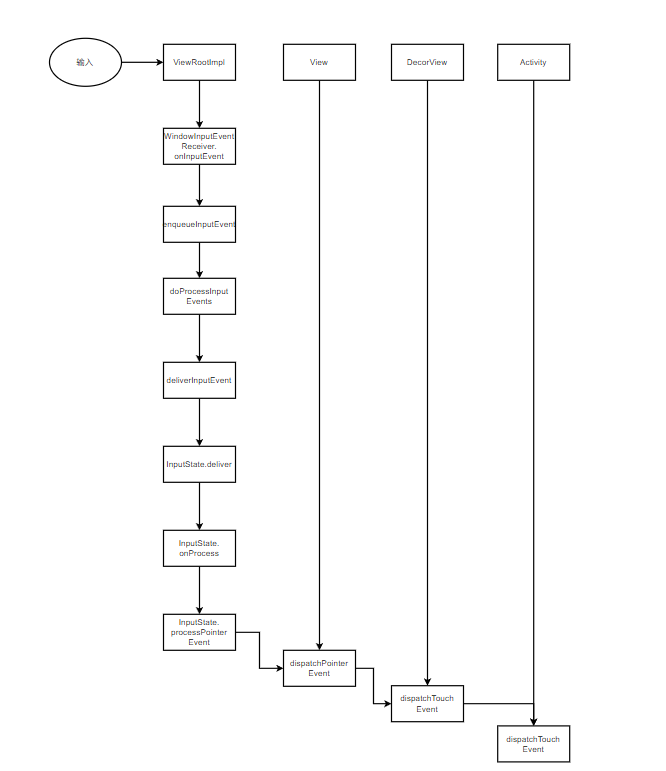 输入
ViewRootImpl
View
DecorView
Activity
WindowInputEvent
Receiver.
onInputEvent
enqueueInputEvent
doProcessInput
Events
deliverInputEvent
InputState.deliver
InputState.
onProcess
InputState.
processPointer
Event
dispatchPointer
Event
dispatchTouch
Event
dispatchTouch
Event